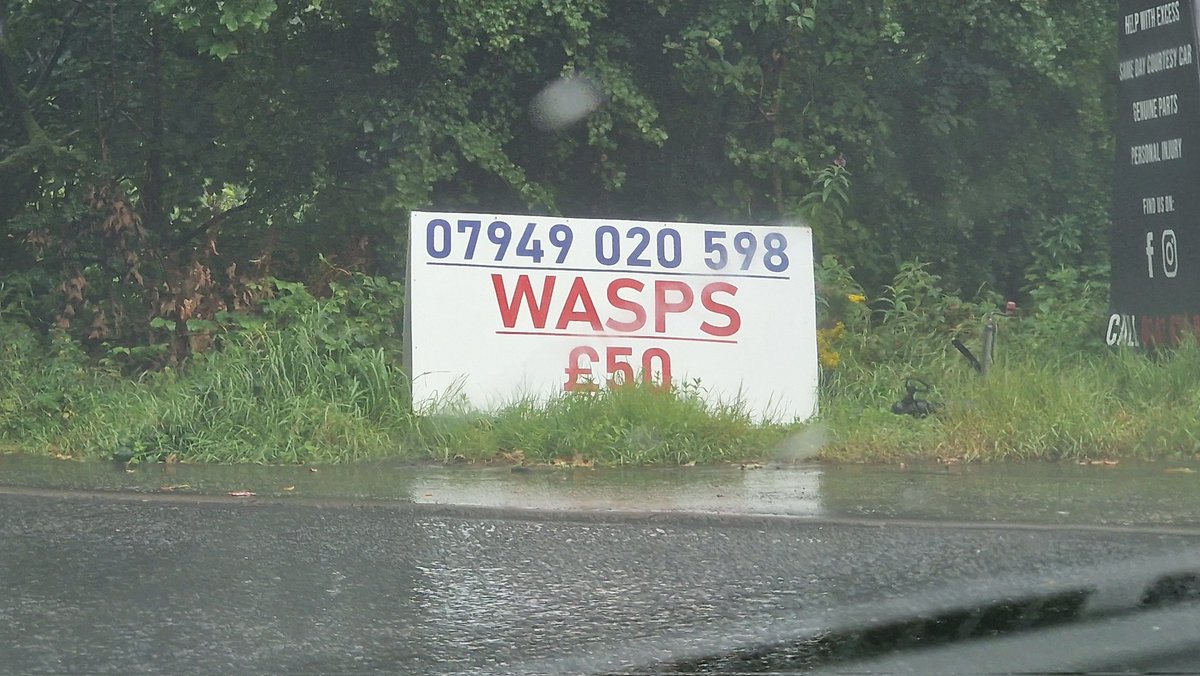 07949 020 598
WASPS
£50
HELP WITH EXCESS
SAME DAY COURTESY CAR
GENUINE PARTS
PERSONAL INJURY
FIND US ON:
CALL